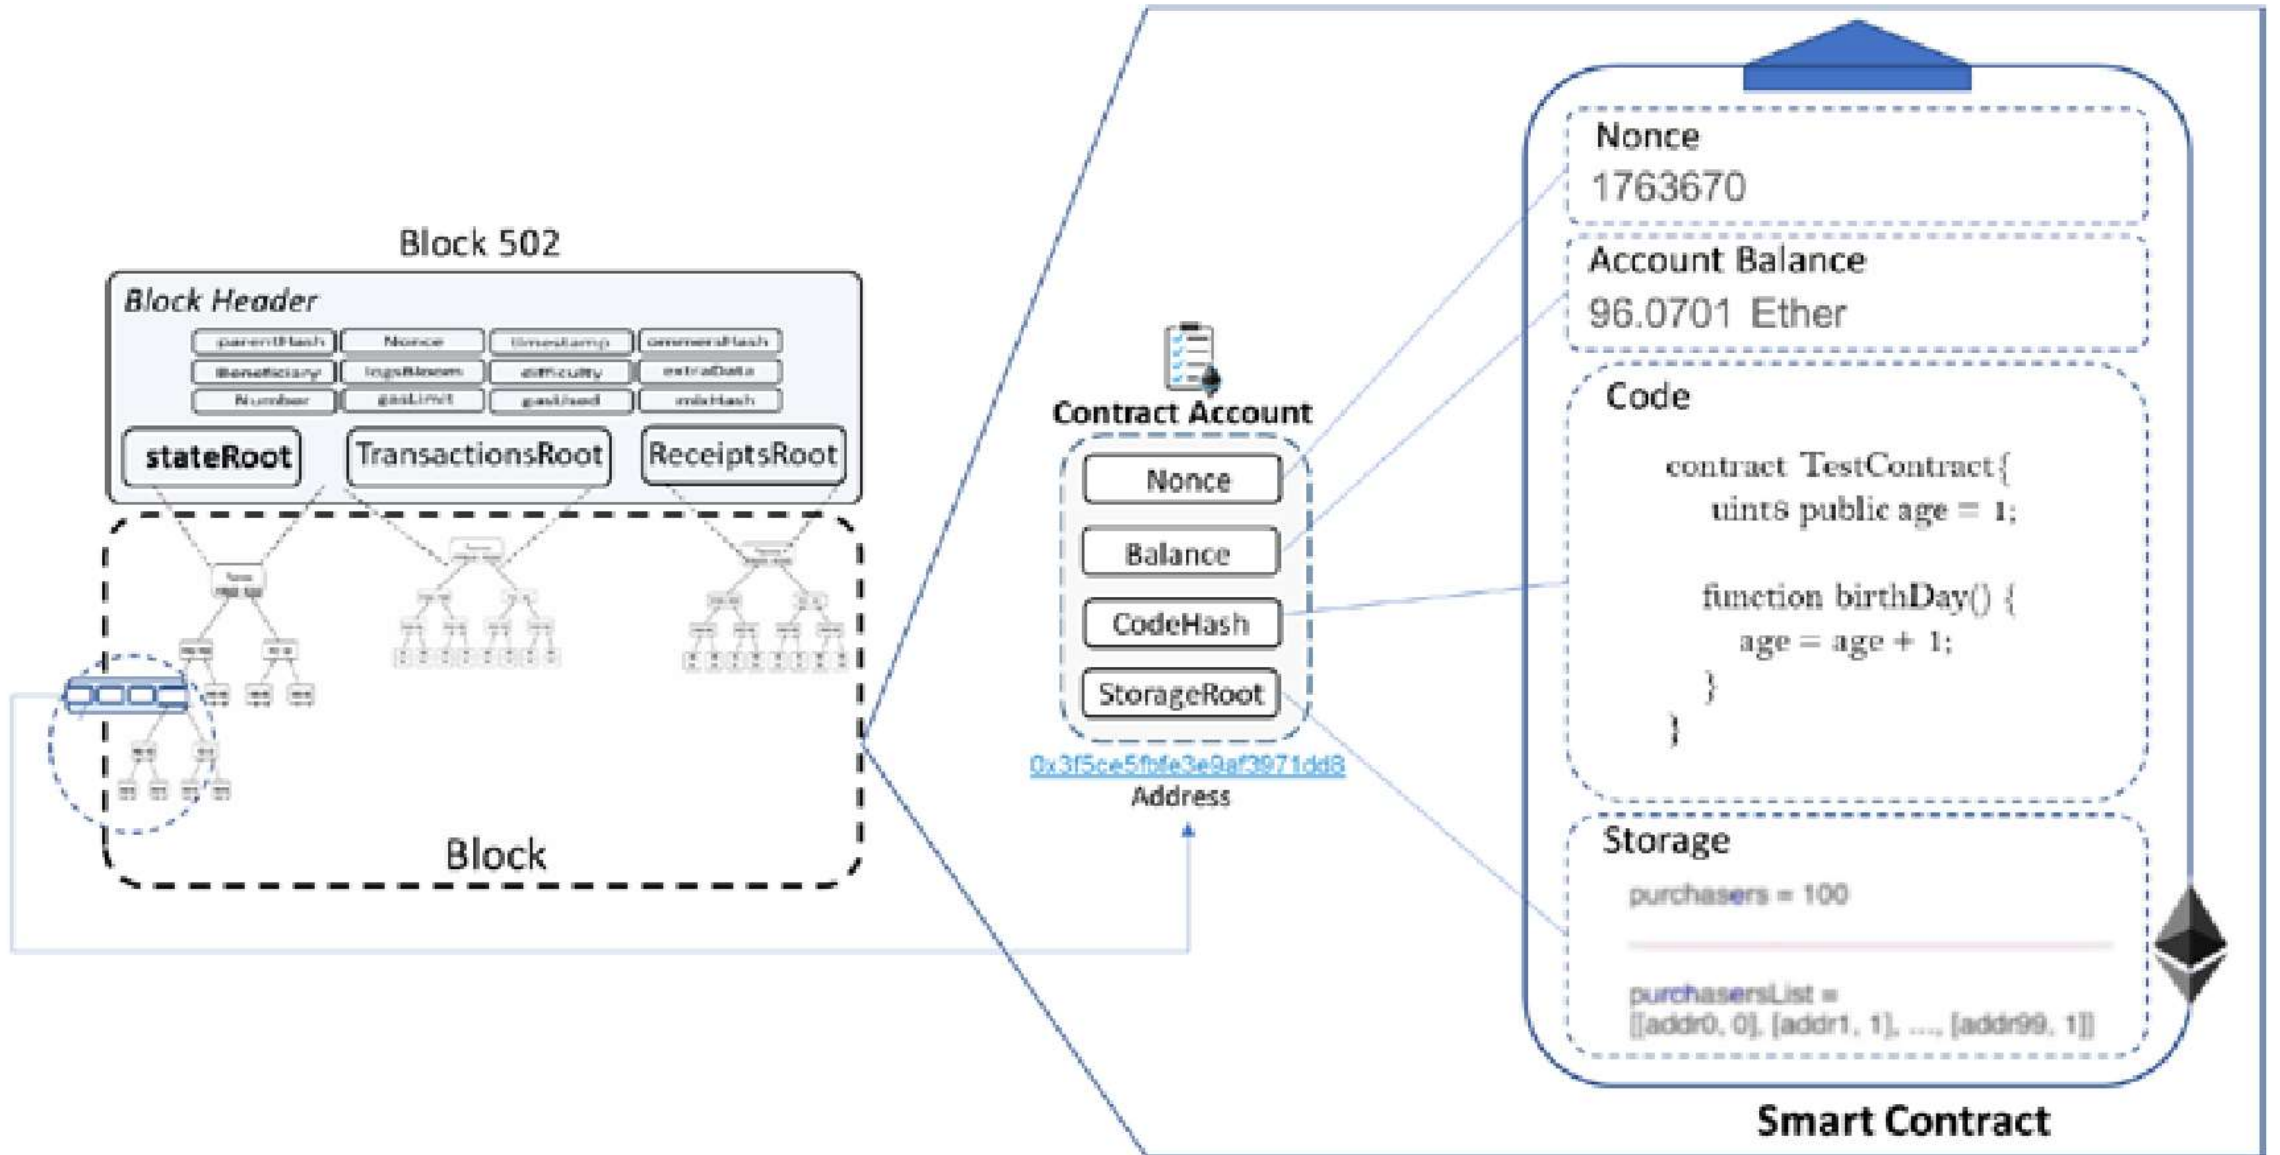 Block 502
Block Header
parentHash Nonce timestamp ommersHash
Beneficiary logsBloom difficulty extraData
Number gasLimit gasUsed mixHash
stateRoot TransactionsRoot ReceiptsRoot
Block
Contract Account
Nonce
Balance
CodeHash
StorageRoot
0x3f5ce5fbfe3e9af3971dd8
Address
Nonce
1763670
Account Balance
96.0701 Ether
Code
contract TestContract{
uint8 public age = 1;
function birthDay() {
age = age + 1;
}
}
Storage
purchasers = 100
purchasersList =
[[addr0, 0], [addr1, 1], ..., [addr99, 1]]
Smart Contract